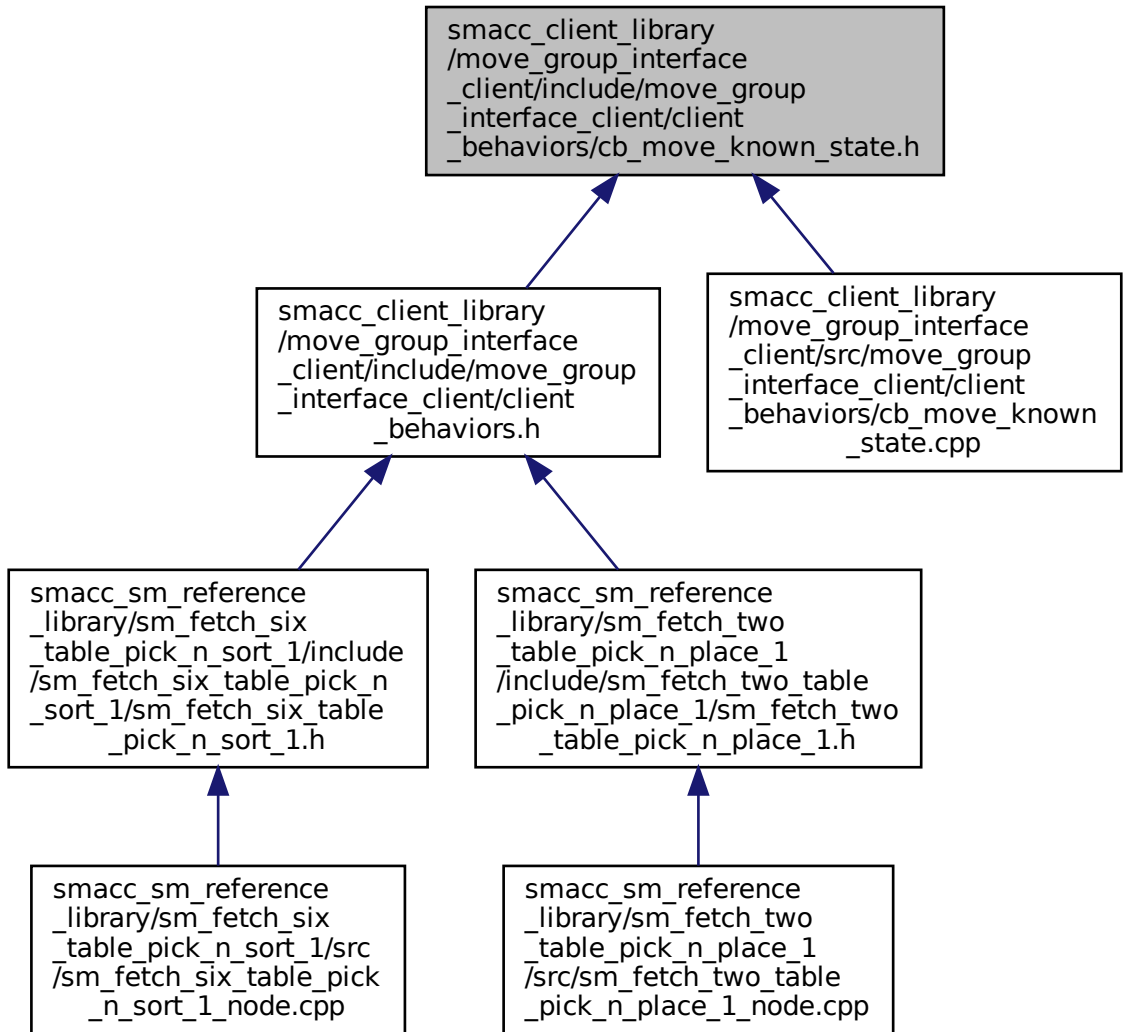 smacc_client_library
/move_group_interface
_client/include/move_group
_interface_client/client
_behaviors/cb_move_known_state.h
smacc_client_library
/move_group_interface
_client/include/move_group
_interface_client/client
_behaviors.h
smacc_client_library
/move_group_interface
_client/src/move_group
_interface_client/client
_behaviors/cb_move_known
_state.cpp
smacc_sm_reference
_library/sm_fetch_six
_table_pick_n_sort_1/include
/sm_fetch_six_table_pick_n
_sort_1/sm_fetch_six_table
_pick_n_sort_1.h
smacc_sm_reference
_library/sm_fetch_two
_table_pick_n_place_1
/include/sm_fetch_two_table
_pick_n_place_1/sm_fetch_two
_table_pick_n_place_1.h
smacc_sm_reference
_library/sm_fetch_six
_table_pick_n_sort_1/src
/sm_fetch_six_table_pick
_n_sort_1_node.cpp
smacc_sm_reference
_library/sm_fetch_two
_table_pick_n_place_1
/src/sm_fetch_two_table
_pick_n_place_1_node.cpp